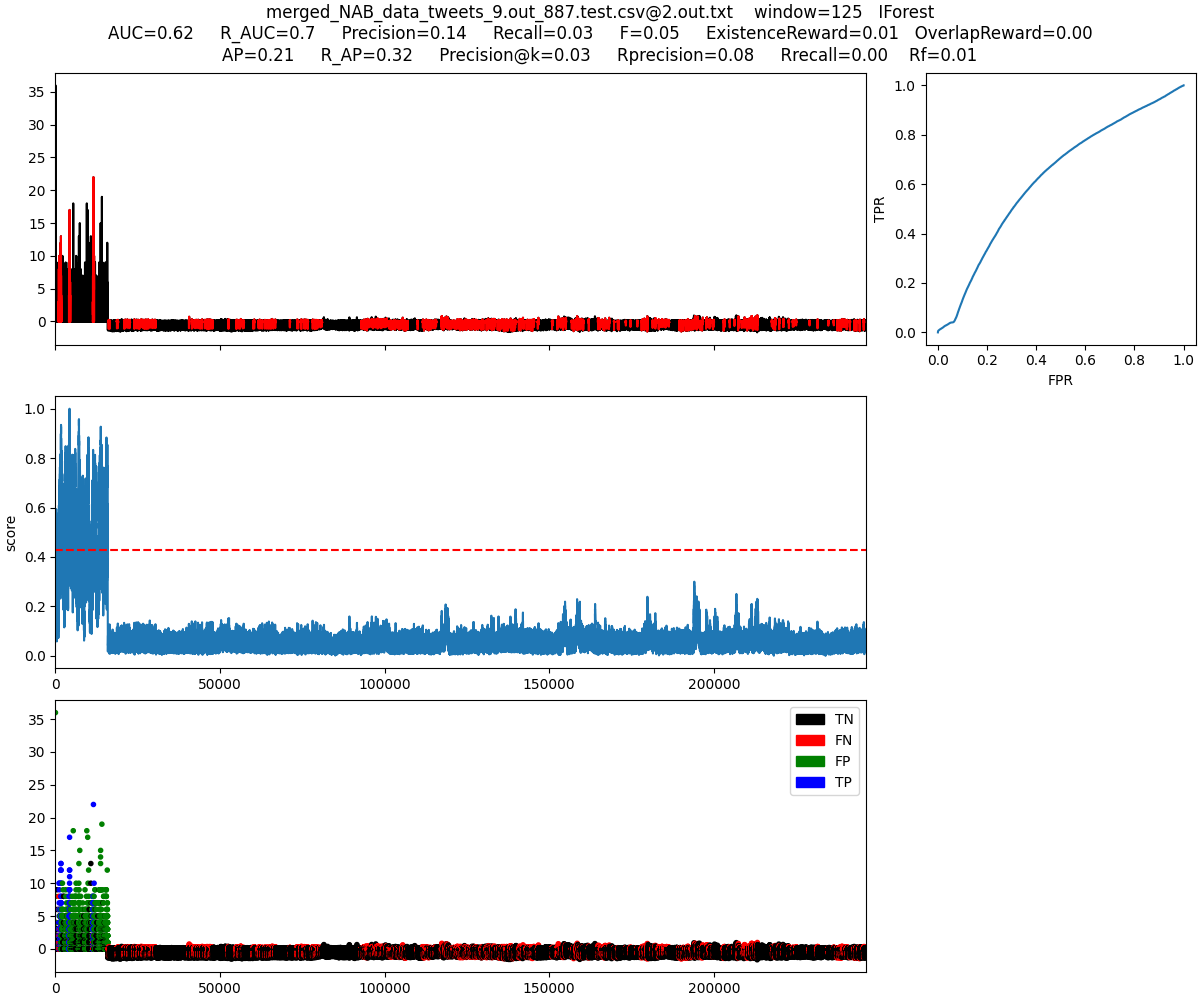 merged_NAB_data_tweets_9.out_887.test.csv@2.out.txt window=125 IForest
AUC=0.62 R_AUC=0.7 Precision=0.14 Recall=0.03 F=0.05 ExistenceReward=0.01 OverlapReward=0.00
AP=0.21 R_AP=0.32 Precision@k=0.03 Rprecision=0.08 Rrecall=0.00 Rf=0.01
35
30
25
20
15
10
5
0
1.0
0.8
0.6
0.4
0.2
0.0
TPR
0.0 0.2 0.4 0.6 0.8 1.0
FPR
1.0
0.8
0.6
0.4
0.2
0.0
score
0 50000 100000 150000 200000
35
30
25
20
15
10
5
0
TN
FN
FP
TP
0 50000 100000 150000 200000